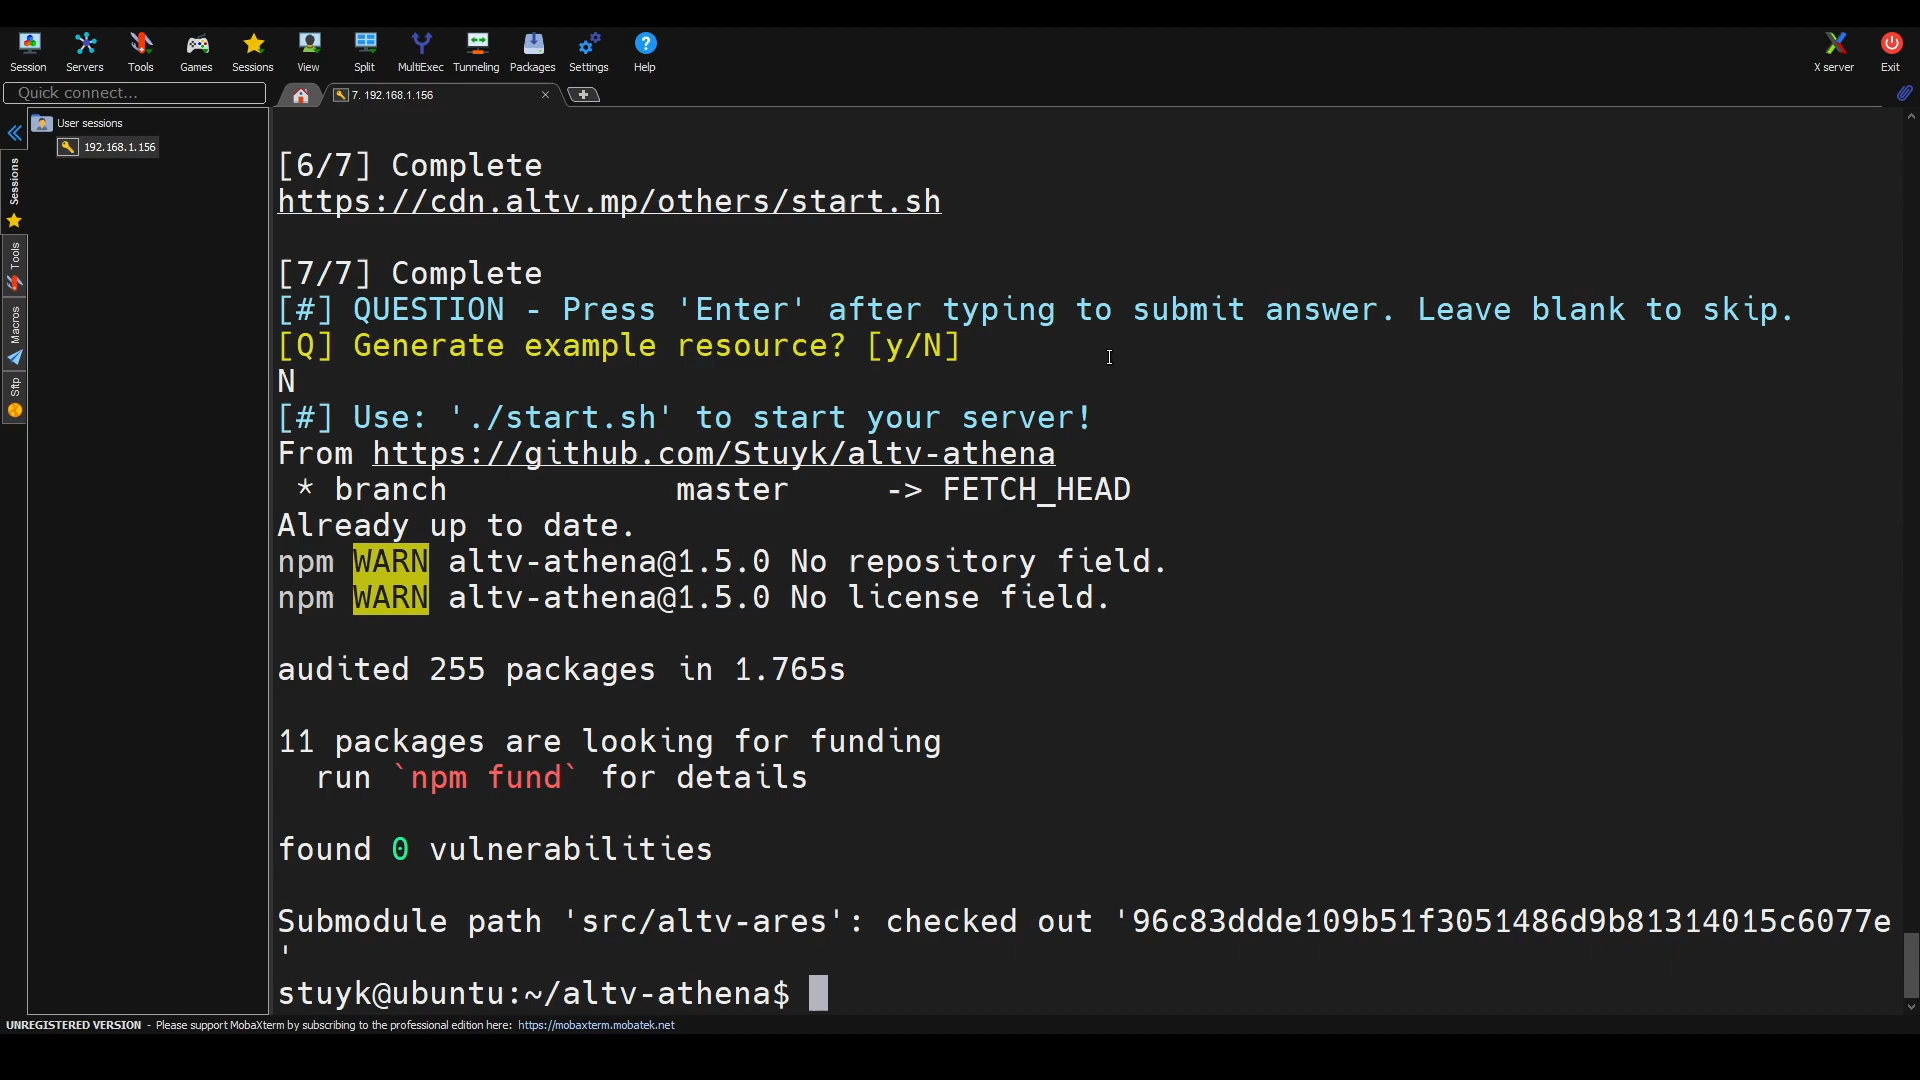 Session
Servers
Tools
Games
Sessions
View
Split
MultiExec
Tunneling
Packages
Settings
Help
X server
Exit
Quick connect...
7. 192.168.1.156
User sessions
192.168.1.156
Sessions
Tools
Macros
Sftp
[6/7] Complete
https://cdn.altv.mp/others/start.sh
[7/7] Complete
[#] QUESTION - Press 'Enter' after typing to submit answer. Leave blank to skip.
[Q] Generate example resource? [y/N]
N
[#] Use: './start.sh' to start your server!
From https://github.com/Stuyk/altv-athena
 * branch            master     -> FETCH_HEAD
Already up to date.
npm WARN altv-athena@1.5.0 No repository field.
npm WARN altv-athena@1.5.0 No license field.
audited 255 packages in 1.765s
11 packages are looking for funding
  run `npm fund` for details
found 0 vulnerabilities
Submodule path 'src/altv-ares': checked out '96c83ddde109b51f3051486d9b81314015c6077e
'
stuyk@ubuntu:~/altv-athena$
UNREGISTERED VERSION - Please support MobaXterm by subscribing to the professional edition here: https://mobaxterm.mobatek.net